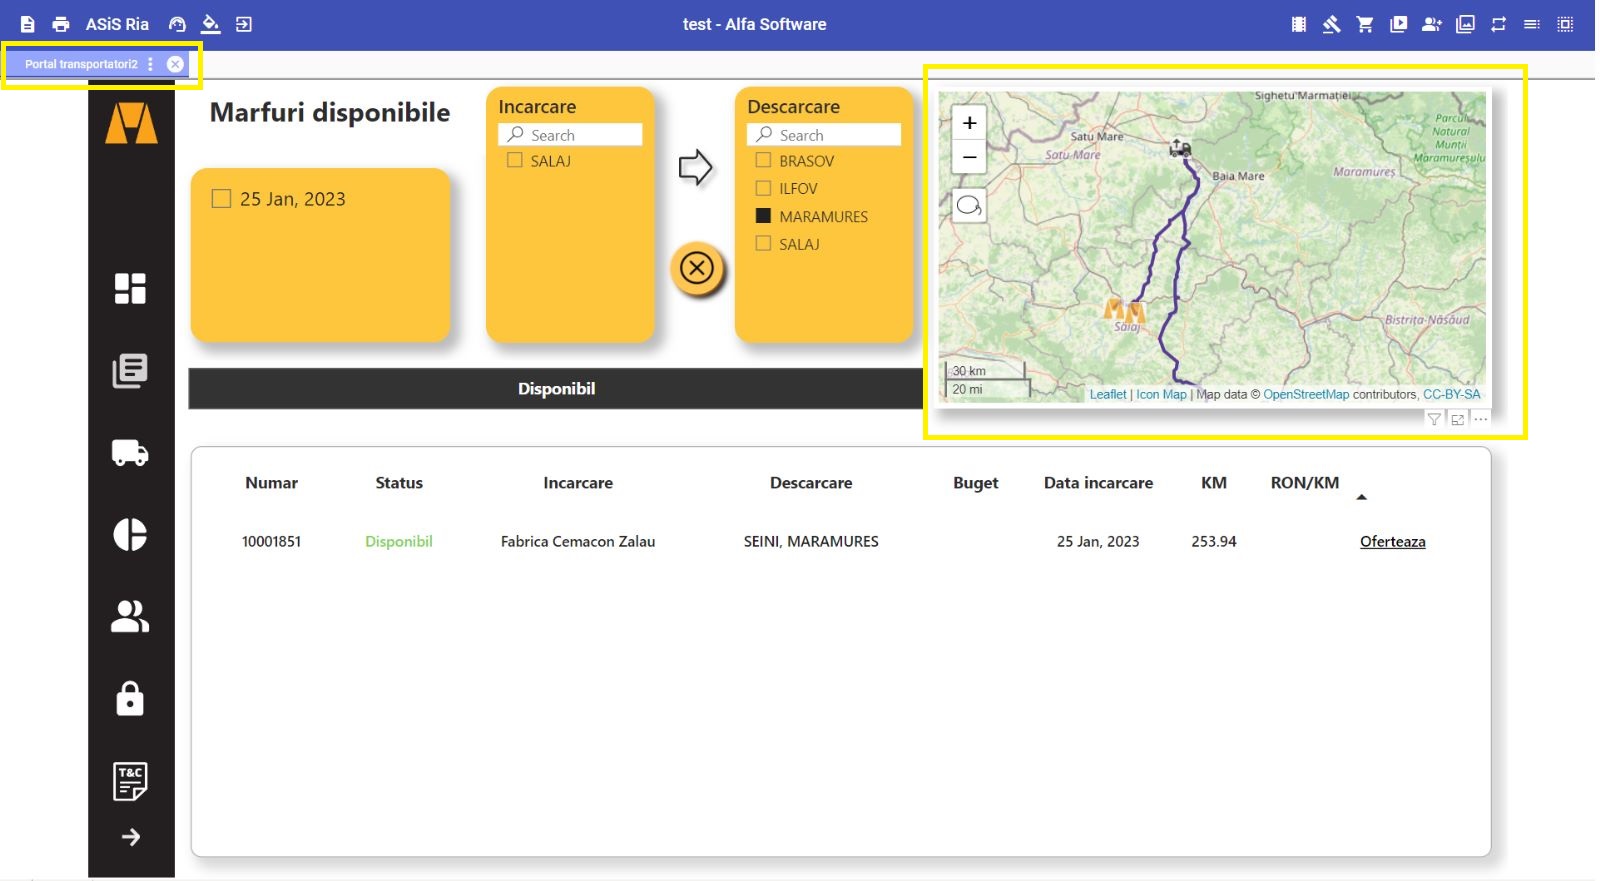 ASiS Ria
test - Alfa Software
Portal transportatori2
Marfuri disponibile
25 Jan, 2023
Incarcare
Search
SALAJ
Descarcare
Search
BRASOV
ILFOV
MARAMURES
SALAJ
+
−
Sighetu Marmației
Satu Mare
Satu Mare
Baia Mare
Maramureș
Parcul
Natural
Munții
Maramureșului
Sălaj
Bistrița-Năsăud
30 km
20 mi
Leaflet | Icon Map | Map data © OpenStreetMap contributors, CC-BY-SA
Disponibil
Numar Status Incarcare Descarcare Buget Data incarcare KM RON/KM
10001851 Disponibil Fabrica Cemacon Zalau SEINI, MARAMURES 25 Jan, 2023 253.94 Oferteaza
T&C